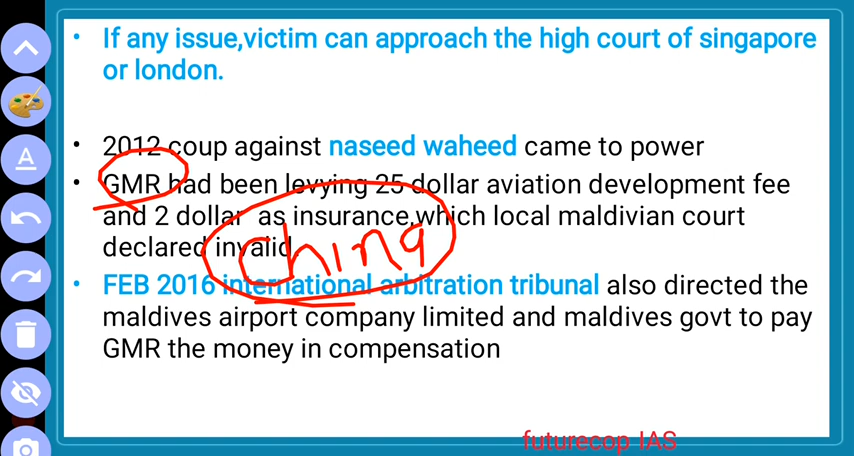 • If any issue,victim can approach the high court of singapore
or london.
• 2012 coup against naseed waheed came to power
• GMR had been levying 25 dollar aviation development fee
and 2 dollar as insurance,which local maldivian court
declared invalid
China
• FEB 2016 international arbitration tribunal also directed the
maldives airport company limited and maldives govt to pay
GMR the money in compensation
futurecop IAS